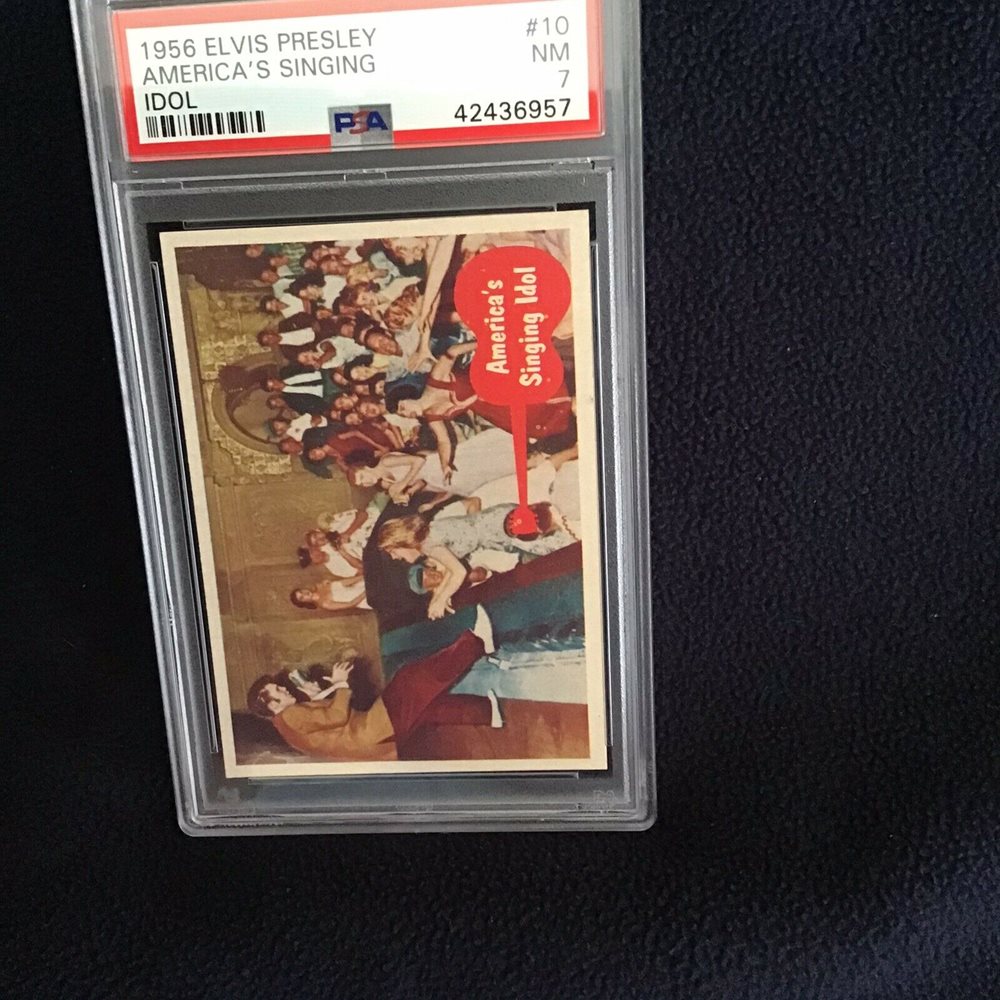 1956 ELVIS PRESLEY
#10
AMERICA'S SINGING
NM
IDOL
7
PSA
42436957
America's
Singing Idol